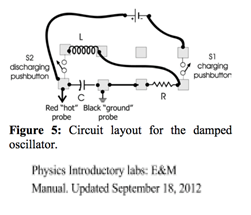 L
S2
discharging
pushbutton
S1
charging
pushbutton
C
R
Red "hot"
probe
Black "ground"
probe
Figure 5: Circuit layout for the damped
oscillator.
Physics Introductory labs: E&M
Manual. Updated September 18, 2012